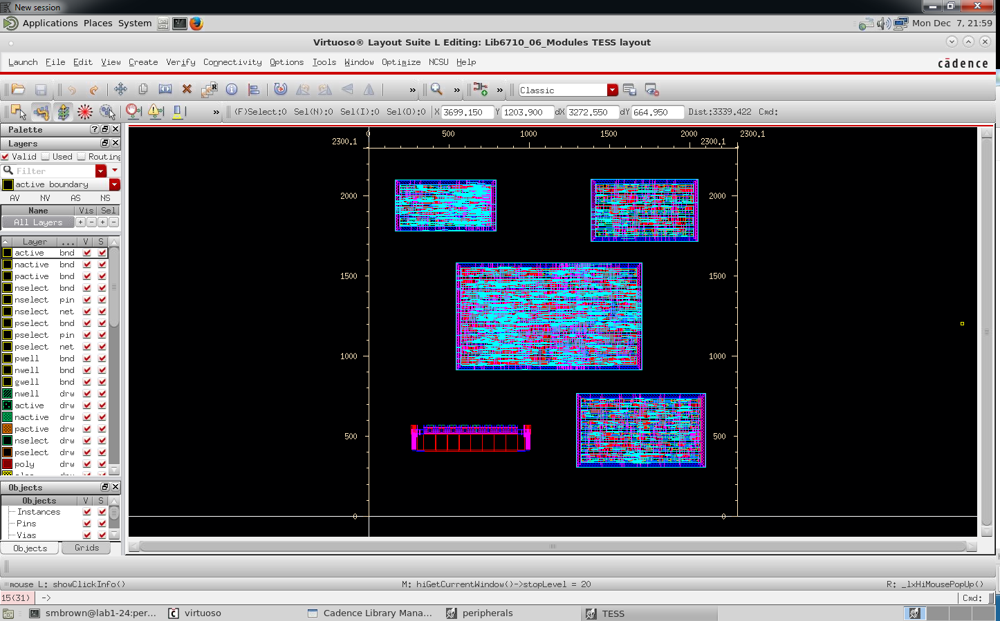 New session
Applications Places System
Mon Dec 7, 21:59
Virtuoso® Layout Suite L Editing: Lib6710_06_Modules TESS layout
Launch File Edit View Create Verify Connectivity Options Tools Window Optimize NCSU Help
cādence
R
» » »
Classic
» (F)Select:0 Sel(N):0 Sel(I):0 Sel(O):0 X 3699.150 Y 1203.900 dX 3272.550 dY 664.950 Dist:3339.422 Cmd:
Palette ?
Layers
Valid Used Routing
Filter
active boundary
AV NV AS NS
Name Vis Sel
All Layers + - + -
Layer ... V S
active bnd
nactive bnd
pactive bnd
nselect bnd
nselect pin
nselect net
pselect bnd
pselect pin
pselect net
pwell bnd
nwell bnd
gwell bnd
nwell drw
active drw
nactive drw
pactive drw
nselect drw
pselect drw
poly drw
Objects
Objects V S
Instances
Pins
Vias
Objects Grids
0 500 1000 1500 2000 2300.1
2300.1 2300.1
2000 2000
1500 1500
1000 1000
500 500
0 0
mouse L: showClickInfo() M: hiGetCurrentWindow()->stopLevel = 20 R: _lxHiMousePopUp()
15(31) -> Cmd:
smbrown@lab1-24:per... virtuoso Cadence Library Mana... peripherals TESS